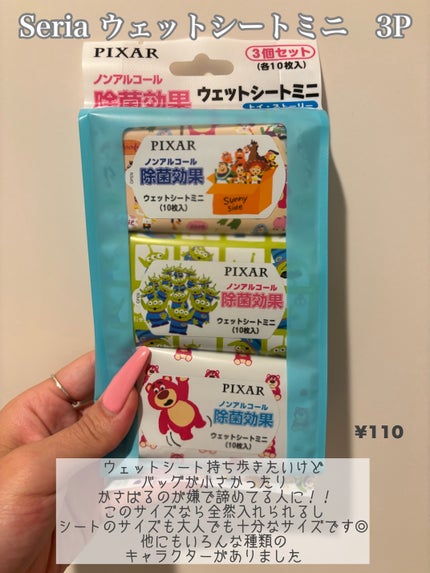 Seria ウェットシートミニ 3P
PIXAR
3個セット
(各10枚入)
ノンアルコール
除菌効果
ウェットシートミニ
トイ・ストーリー
PIXAR
ノンアルコール
除菌効果
ウェットシートミニ
(10枚入)
Sunny
Side
PIXAR
ノンアルコール
除菌効果
ウェットシートミニ
(10枚入)
PIXAR
ノンアルコール
除菌効果
ウェットシートミニ
(10枚入)
¥110
ウェットシート持ち歩きたいけど
バッグが小さかったり
かさばるのが嫌で諦めてる人に！！
このサイズなら全然入れられるし
シートのサイズも大人でも十分なサイズです◎
他にもいろんな種類の
キャラクターがありました